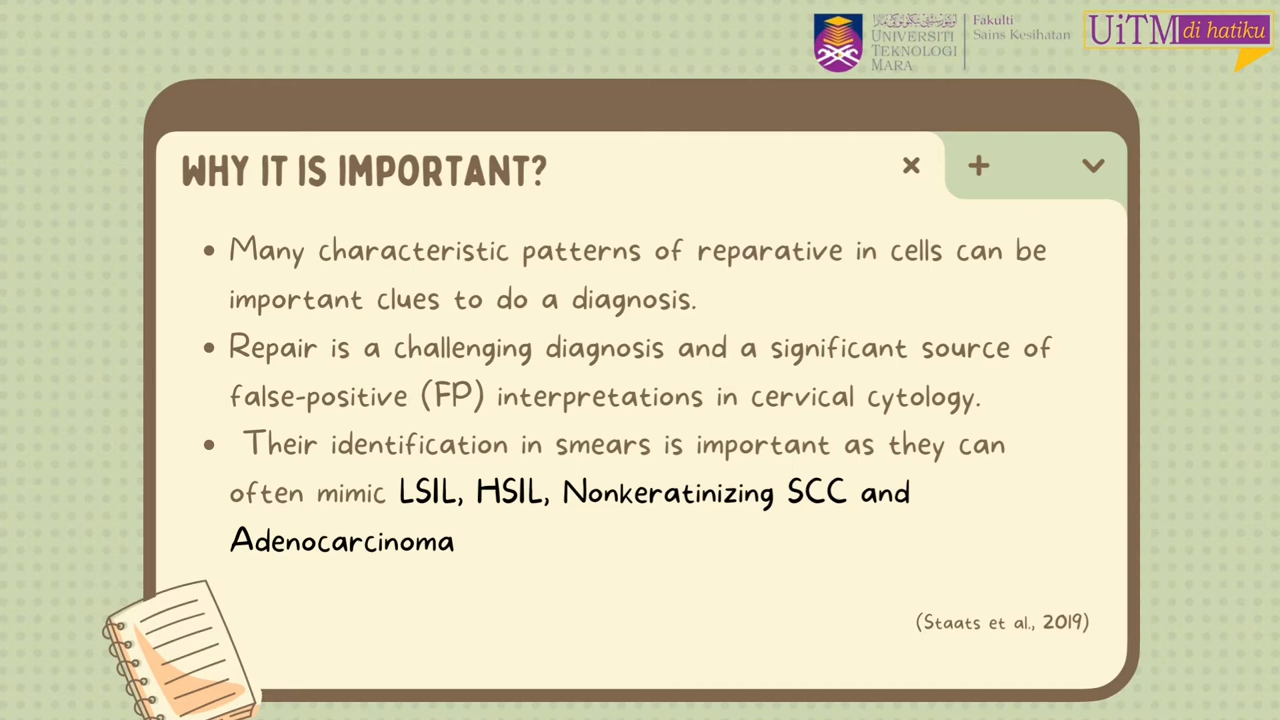 UNIVERSITI
TEKNOLOGI
MARA
Fakulti
Sains Kesihatan
UiTM di hatiku
WHY IT IS IMPORTANT?
• Many characteristic patterns of reparative in cells can be
important clues to do a diagnosis.
• Repair is a challenging diagnosis and a significant source of
false-positive (FP) interpretations in cervical cytology.
• Their identification in smears is important as they can
often mimic LSIL, HSIL, Nonkeratinizing SCC and
Adenocarcinoma
(Staats et al., 2019)